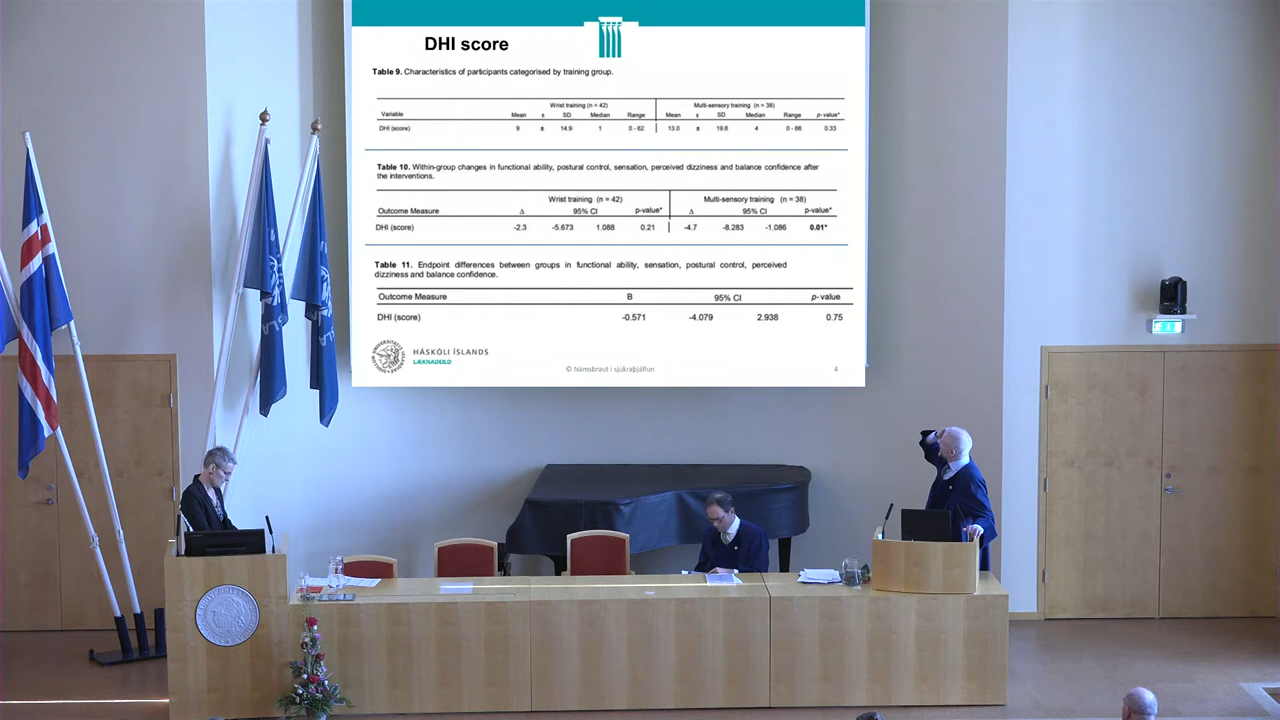 DHI score
Table 9. Characteristics of participants categorised by training group.
Wrist training (n = 42) Multi-sensory training (n = 38)
Variable Mean ± SD Median Range Mean ± SD Median Range p-value*
DHI (score) 9 ± 14.9 1 0 - 62 13.0 ± 19.6 4 0 - 66 0.33
Table 10. Within-group changes in functional ability, postural control, sensation, perceived dizziness and balance confidence after
the interventions.
Wrist training (n = 42) Multi-sensory training (n = 38)
Outcome Measure Δ 95% CI p-value* Δ 95% CI p-value*
DHI (score) -2.3 -5.673 1.088 0.21 -4.7 -8.283 -1.086 0.01*
Table 11. Endpoint differences between groups in functional ability, sensation, postural control, perceived
dizziness and balance confidence.
Outcome Measure B 95% CI p-value
DHI (score) -0.571 -4.079 2.938 0.75
HÁSKÓLI ÍSLANDS
LÆKNADEILD
© Námsbraut í sjúkraþjálfun
4